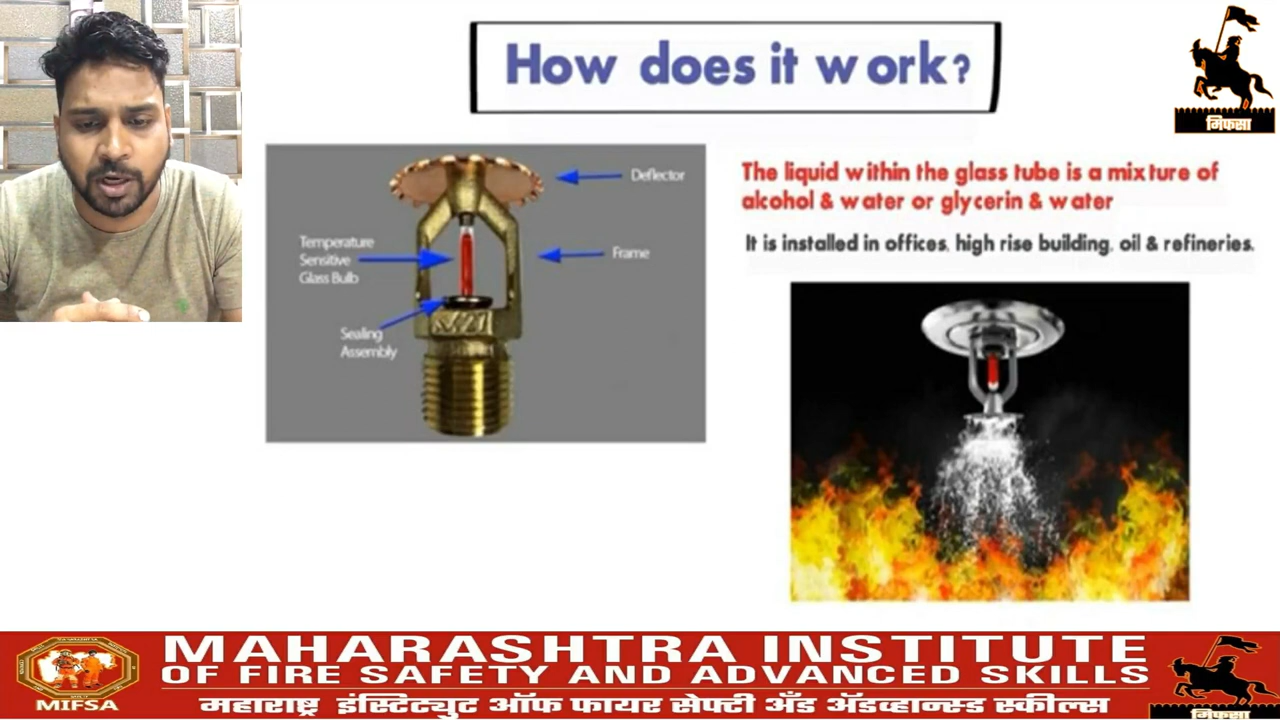 How does it work?
मिफसा
Deflector
Temperature
Sensitive
Glass Bulb
Frame
Sealing
Assembly
The liquid within the glass tube is a mixture of
alcohol & water or glycerin & water
It is installed in offices, high rise building, oil & refineries.
MAHARASHTRA INSTITUTE
OF FIRE SAFETY AND ADVANCED SKILLS
महाराष्ट्र इंस्टिट्युट ऑफ फायर सेफ्टी अँड ॲडव्हान्स्ड स्कील्स
MIFSA
मिफसा